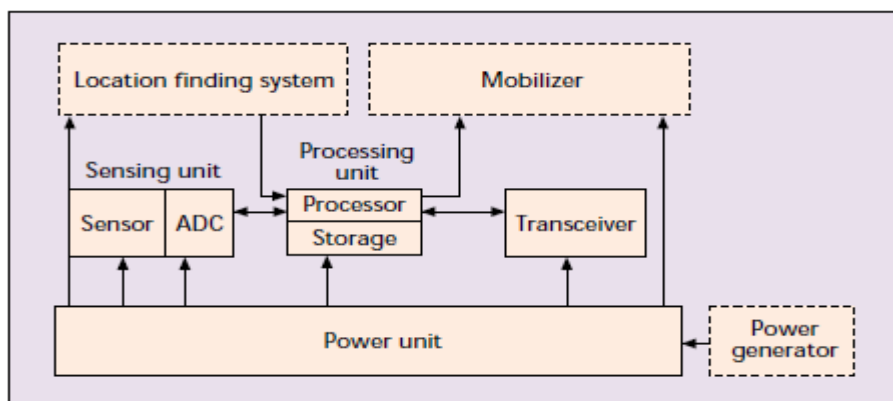 Location finding system
Mobilizer
Sensing unit
Processing
unit
Sensor
ADC
Processor
Storage
Transceiver
Power unit
Power
generator